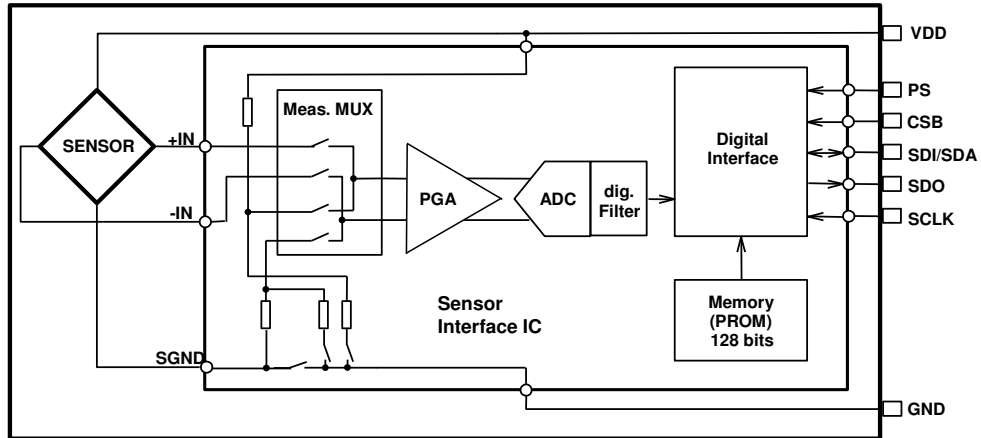 VDD
PS
Meas. MUX
CSB
+IN
SENSOR
Digital
Interface
SDI/SDA
SDO
PGA
ADC
dig.
Filter
-IN
SCLK
Sensor
Interface IC
Memory
(PROM)
128 bits
SGND
GND